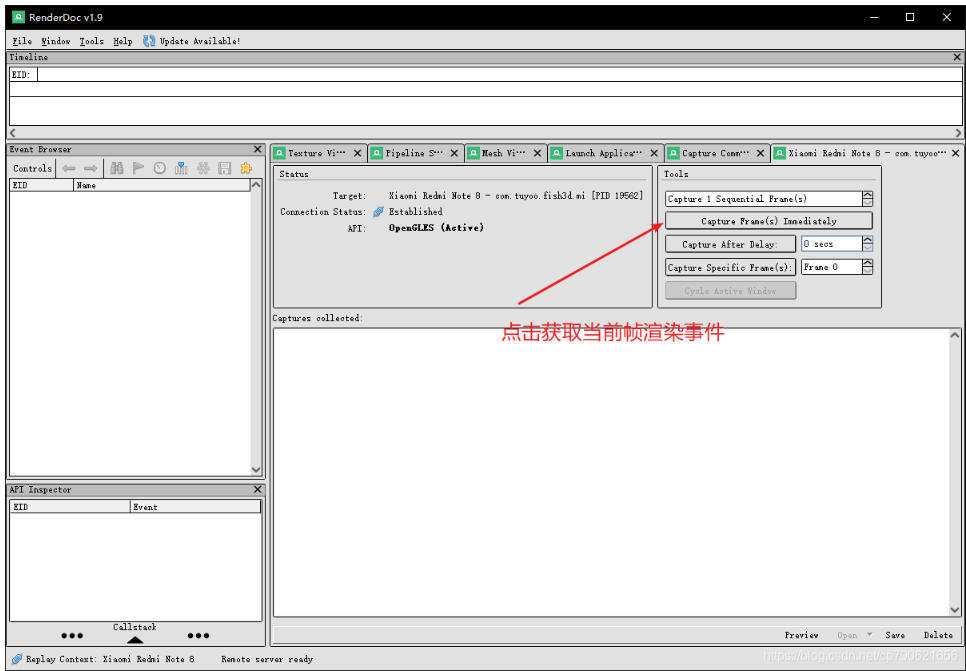 RenderDoc v1.9
File Window Tools Help Update Available!
Timeline
EID:
Event Browser
Controls
EID Name
API Inspector
EID Event
Callstack
Texture Vi··· Pipeline S··· Mesh Vi··· Launch Applica··· Capture Conn··· Xiaomi Redmi Note 8 - com.tuyoo···
Status
Target: Xiaomi Redmi Note 8 - com.tuyoo.fish3d.mi [PID 19562]
Connection Status: Established
API: OpenGLES (Active)
Tools
Capture 1 Sequential Frame(s)
Capture Frame(s) Immediately
Capture After Delay: 0 secs
Capture Specific Frame(s): Frame 0
Cycle Active Window
Captures collected:
点击获取当前帧渲染事件
Preview Open Save Delete
Replay Context: Xiaomi Redmi Note 8 Remote server ready
https://blog.csdn.net/cp790621656